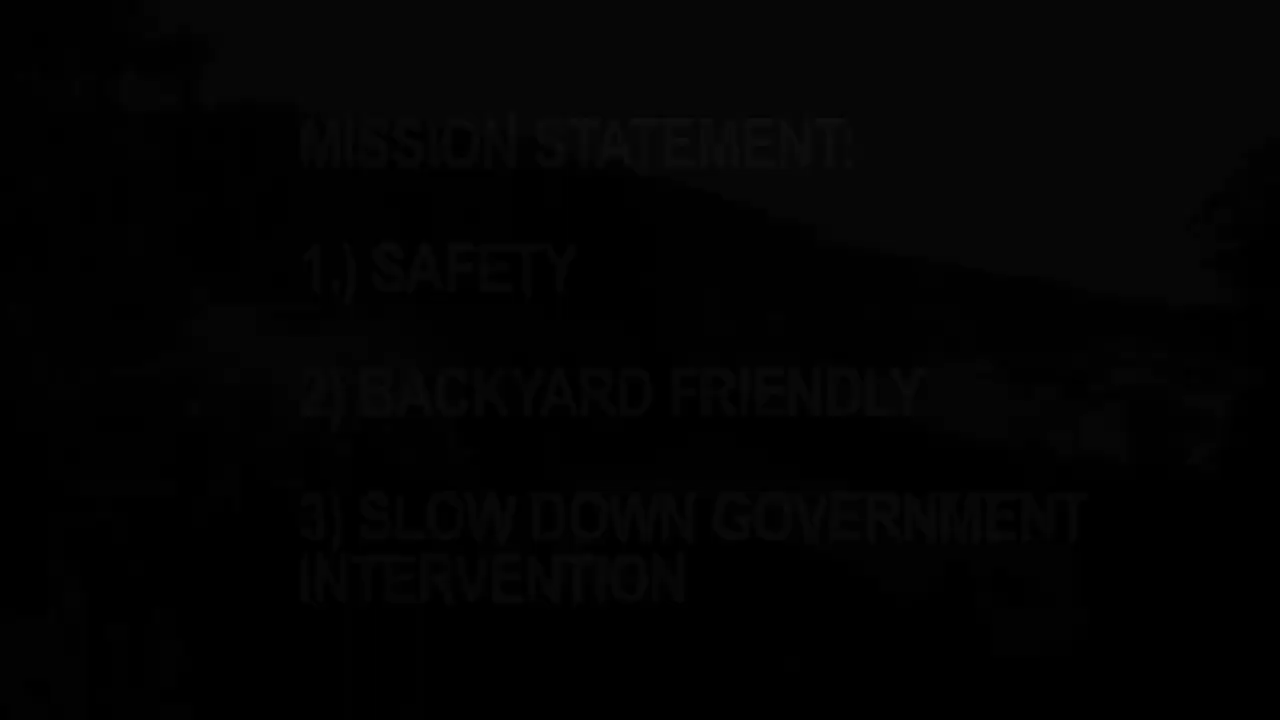 MISSION STATEMENT:
1.) SAFETY
2) BACKYARD FRIENDLY
3) SLOW DOWN GOVERNMENT
INTERVENTION